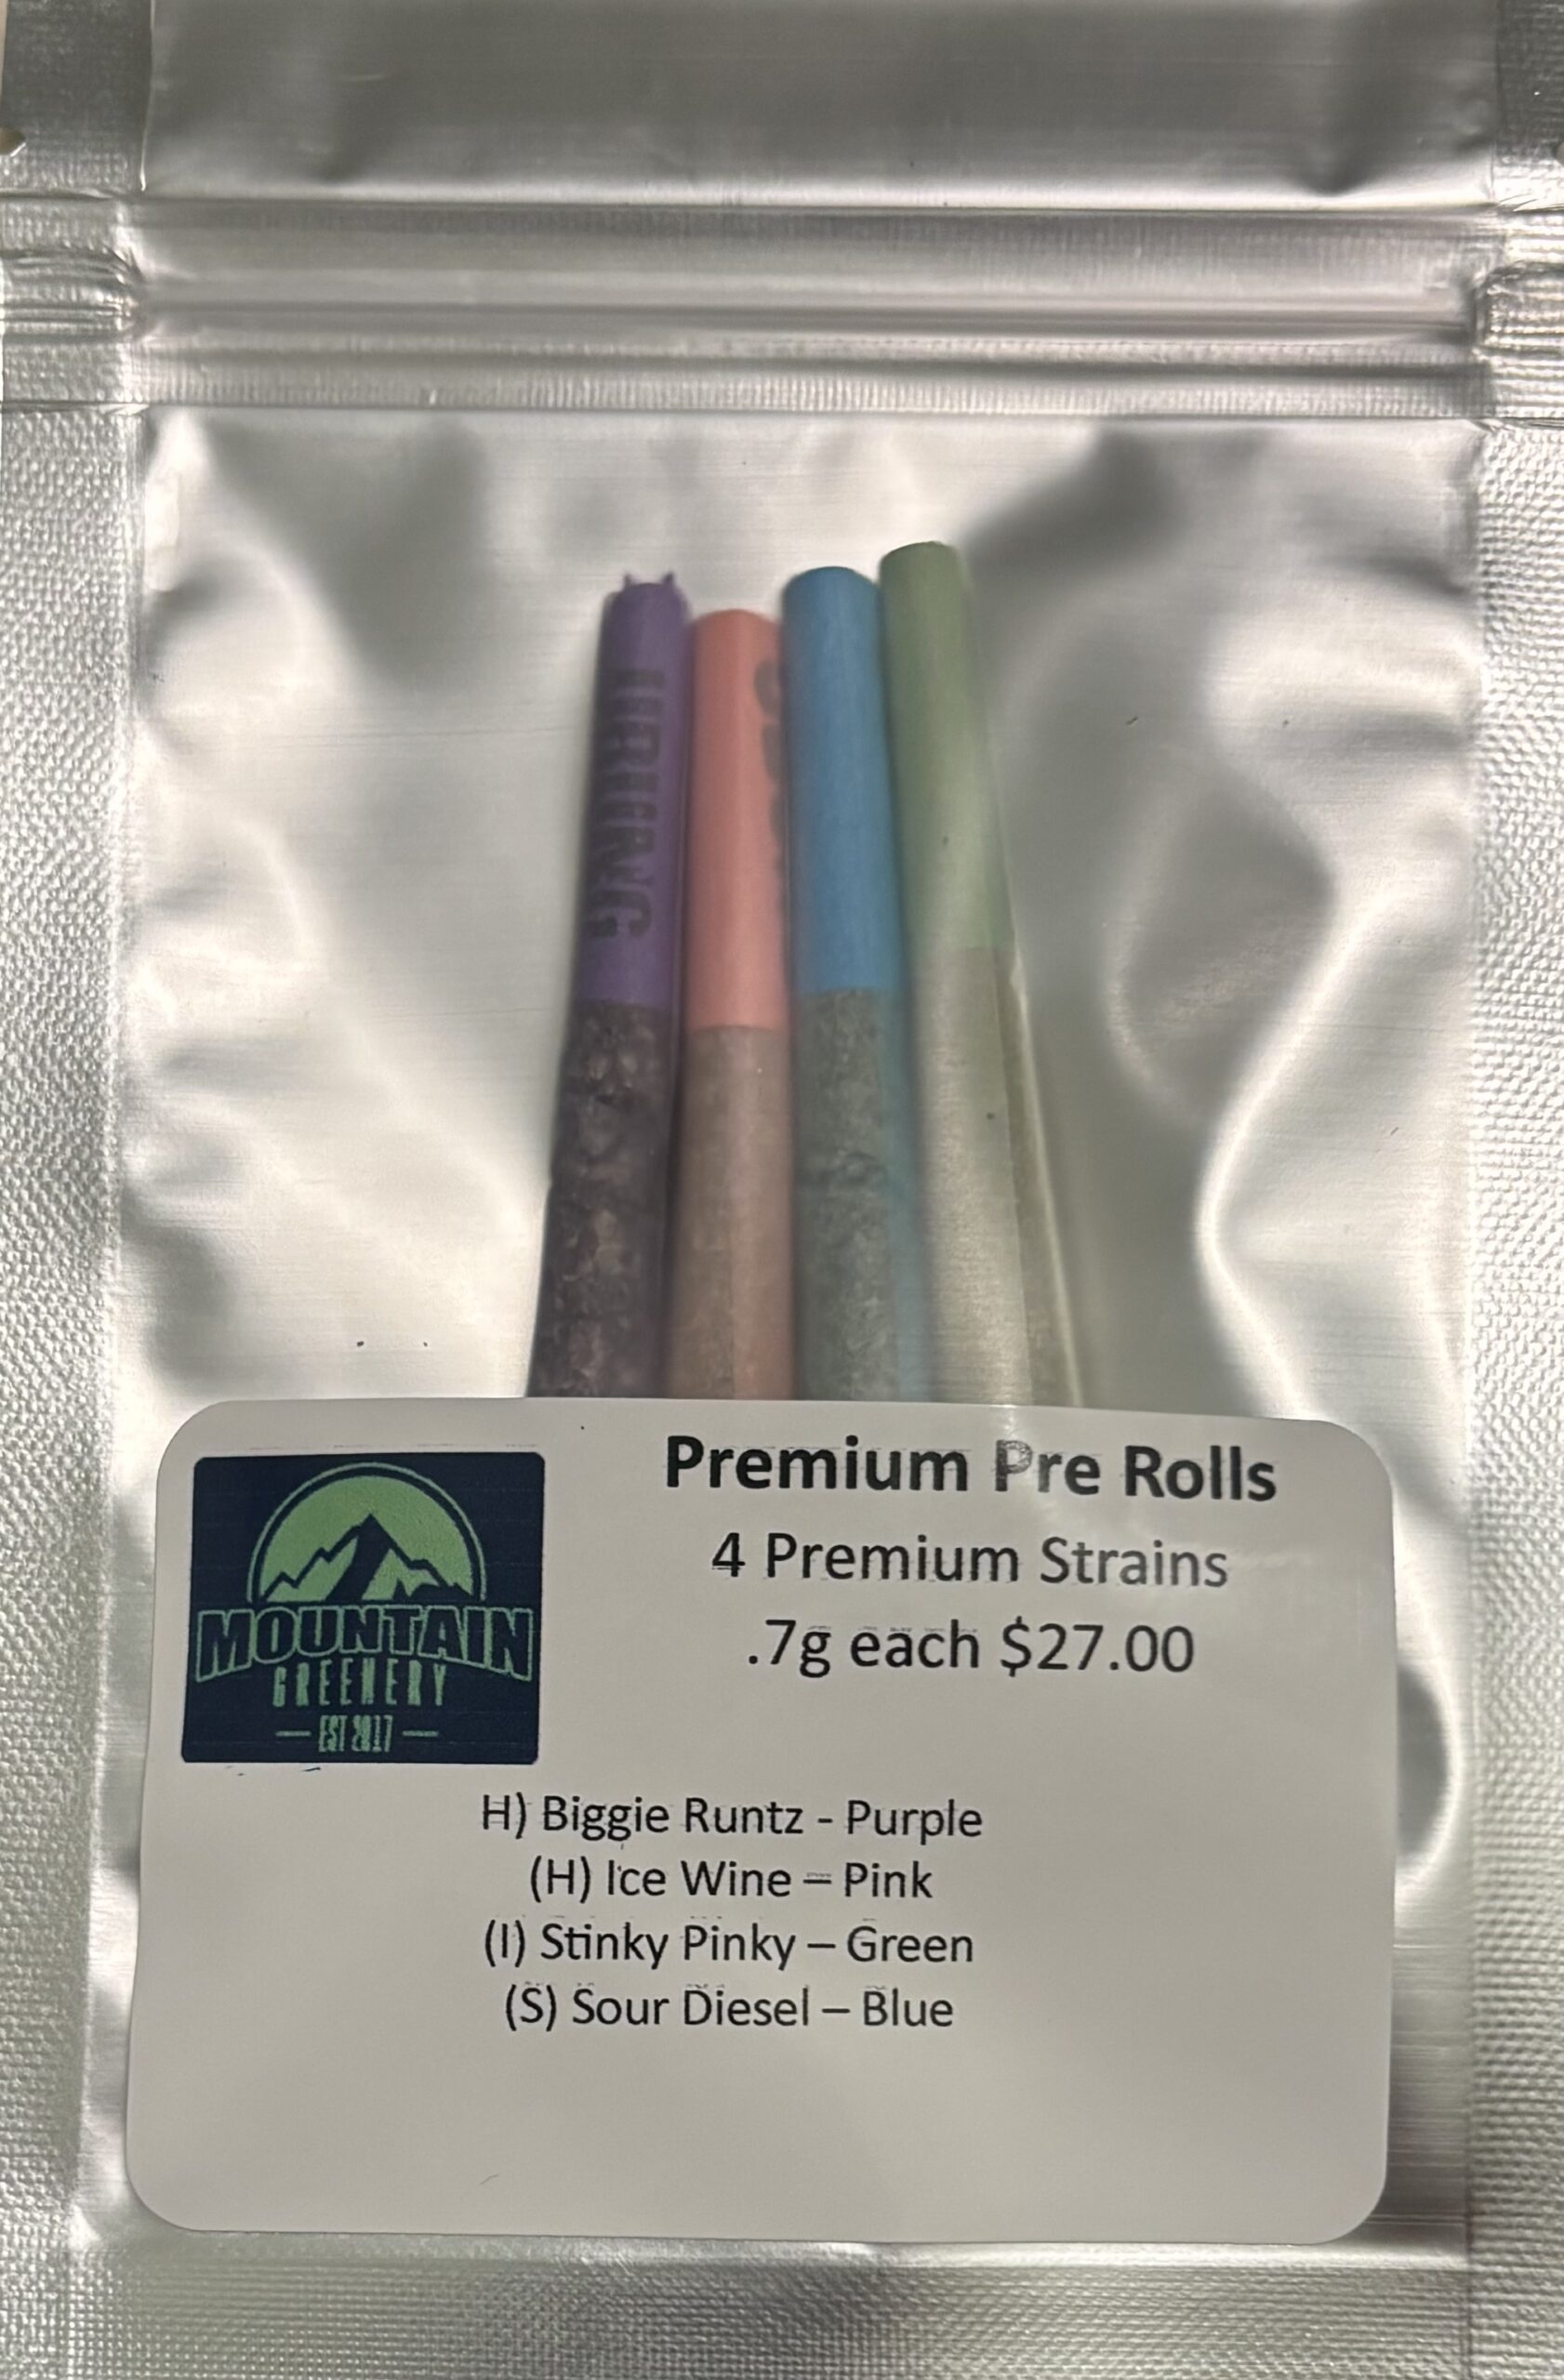 Premium Pre Rolls
4 Premium Strains
.7g each $27.00
MOUNTAIN
GREENERY
— EST 2017 —
H) Biggie Runtz - Purple
(H) Ice Wine – Pink
(I) Stinky Pinky – Green
(S) Sour Diesel – Blue